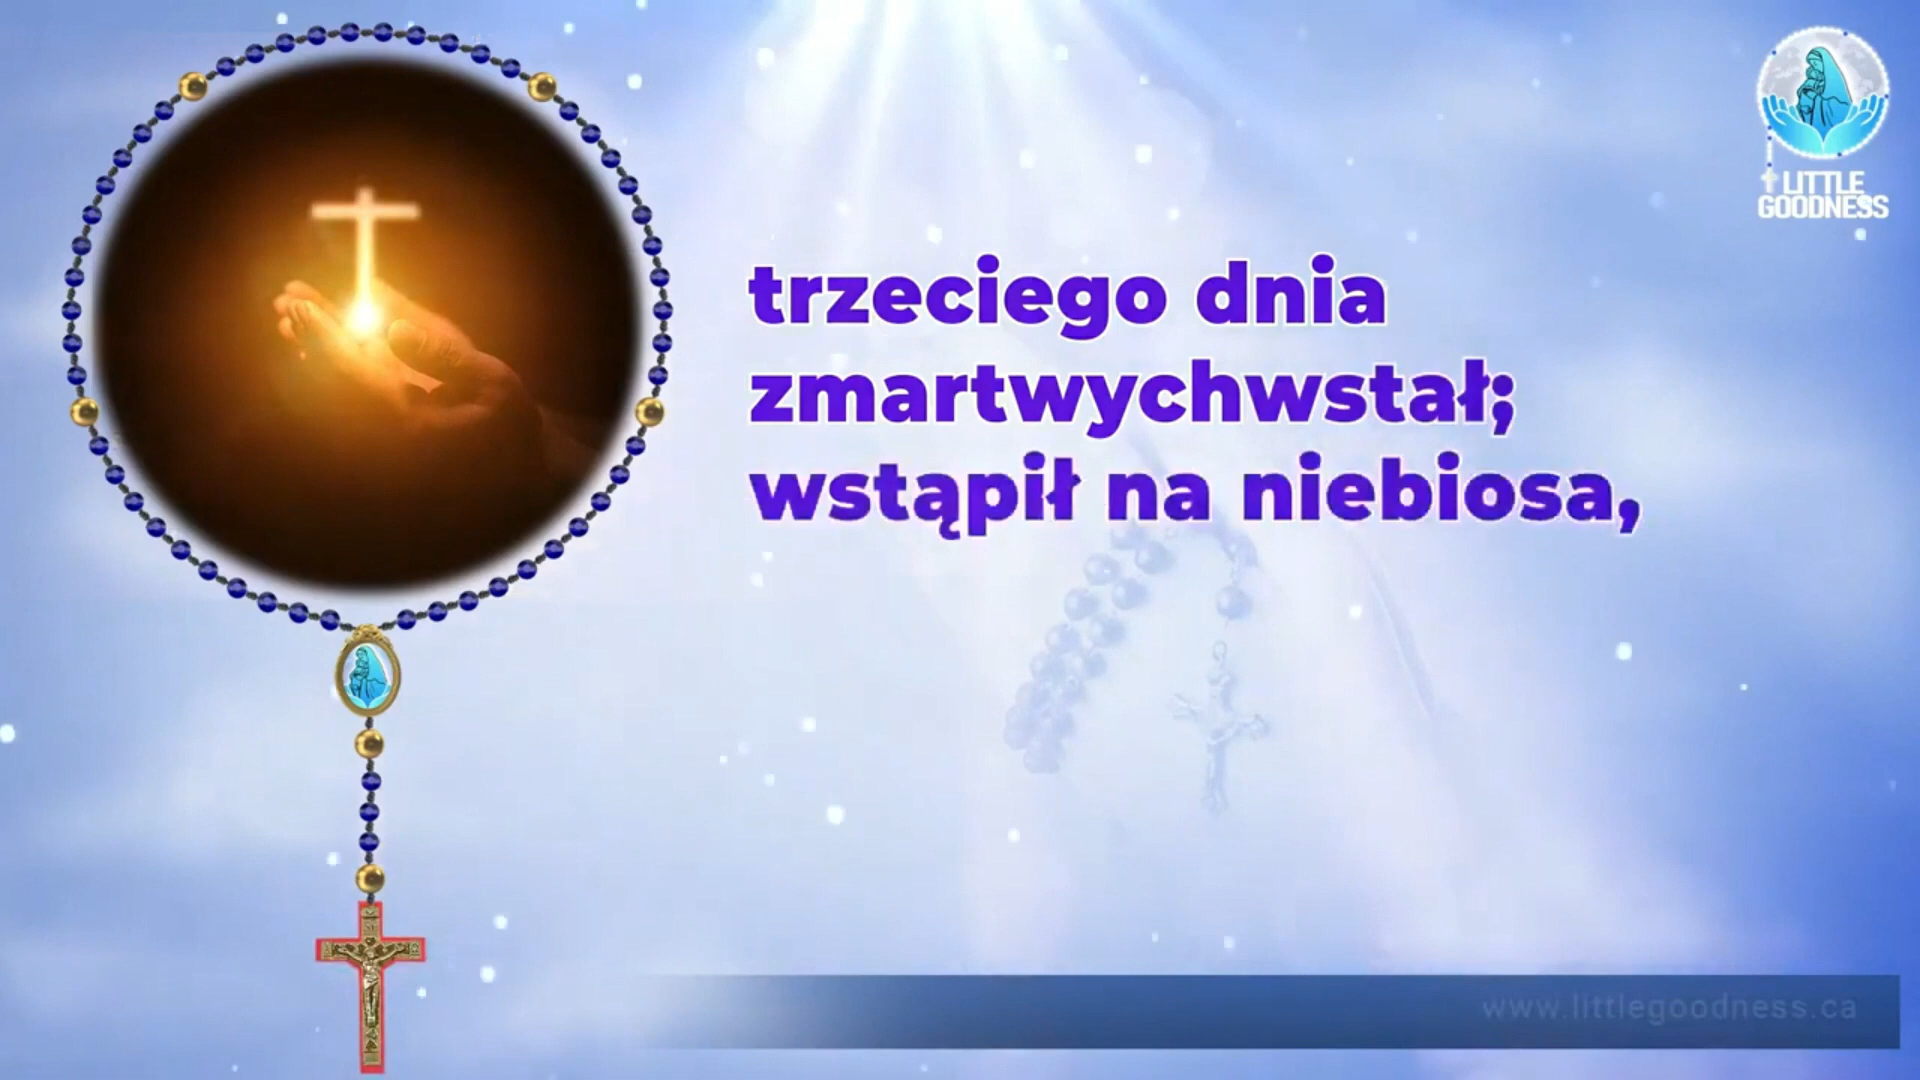 LITTLE
GOODNESS
trzeciego dnia
zmartwychwstał;
wstąpił na niebiosa,
www.littlegoodness.ca